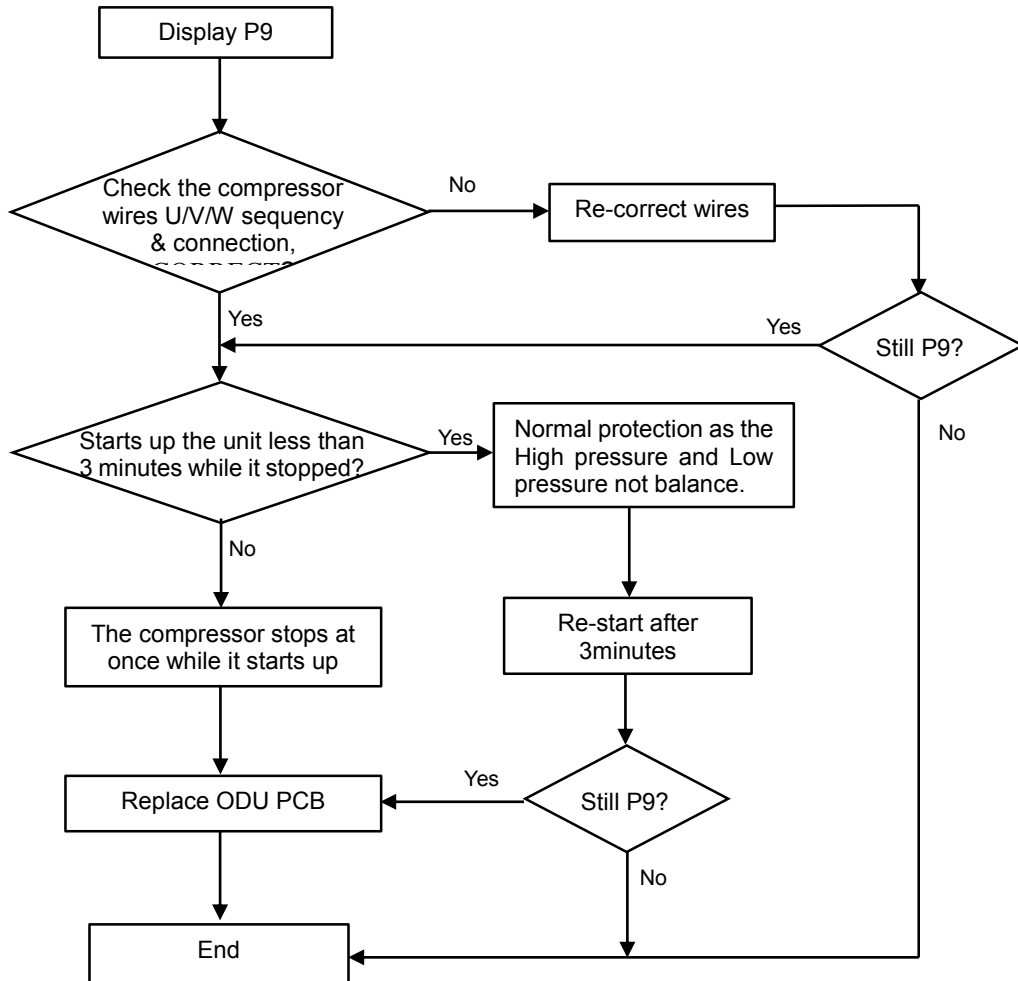 Display P9
Check the compressor
wires U/V/W sequency
& connection,
No
Re-correct wires
Yes
Yes
Still P9?
No
Starts up the unit less than
3 minutes while it stopped?
Yes
Normal protection as the
High pressure and Low
pressure not balance.
No
The compressor stops at
once while it starts up
Re-start after
3minutes
Replace ODU PCB
Yes
Still P9?
No
End